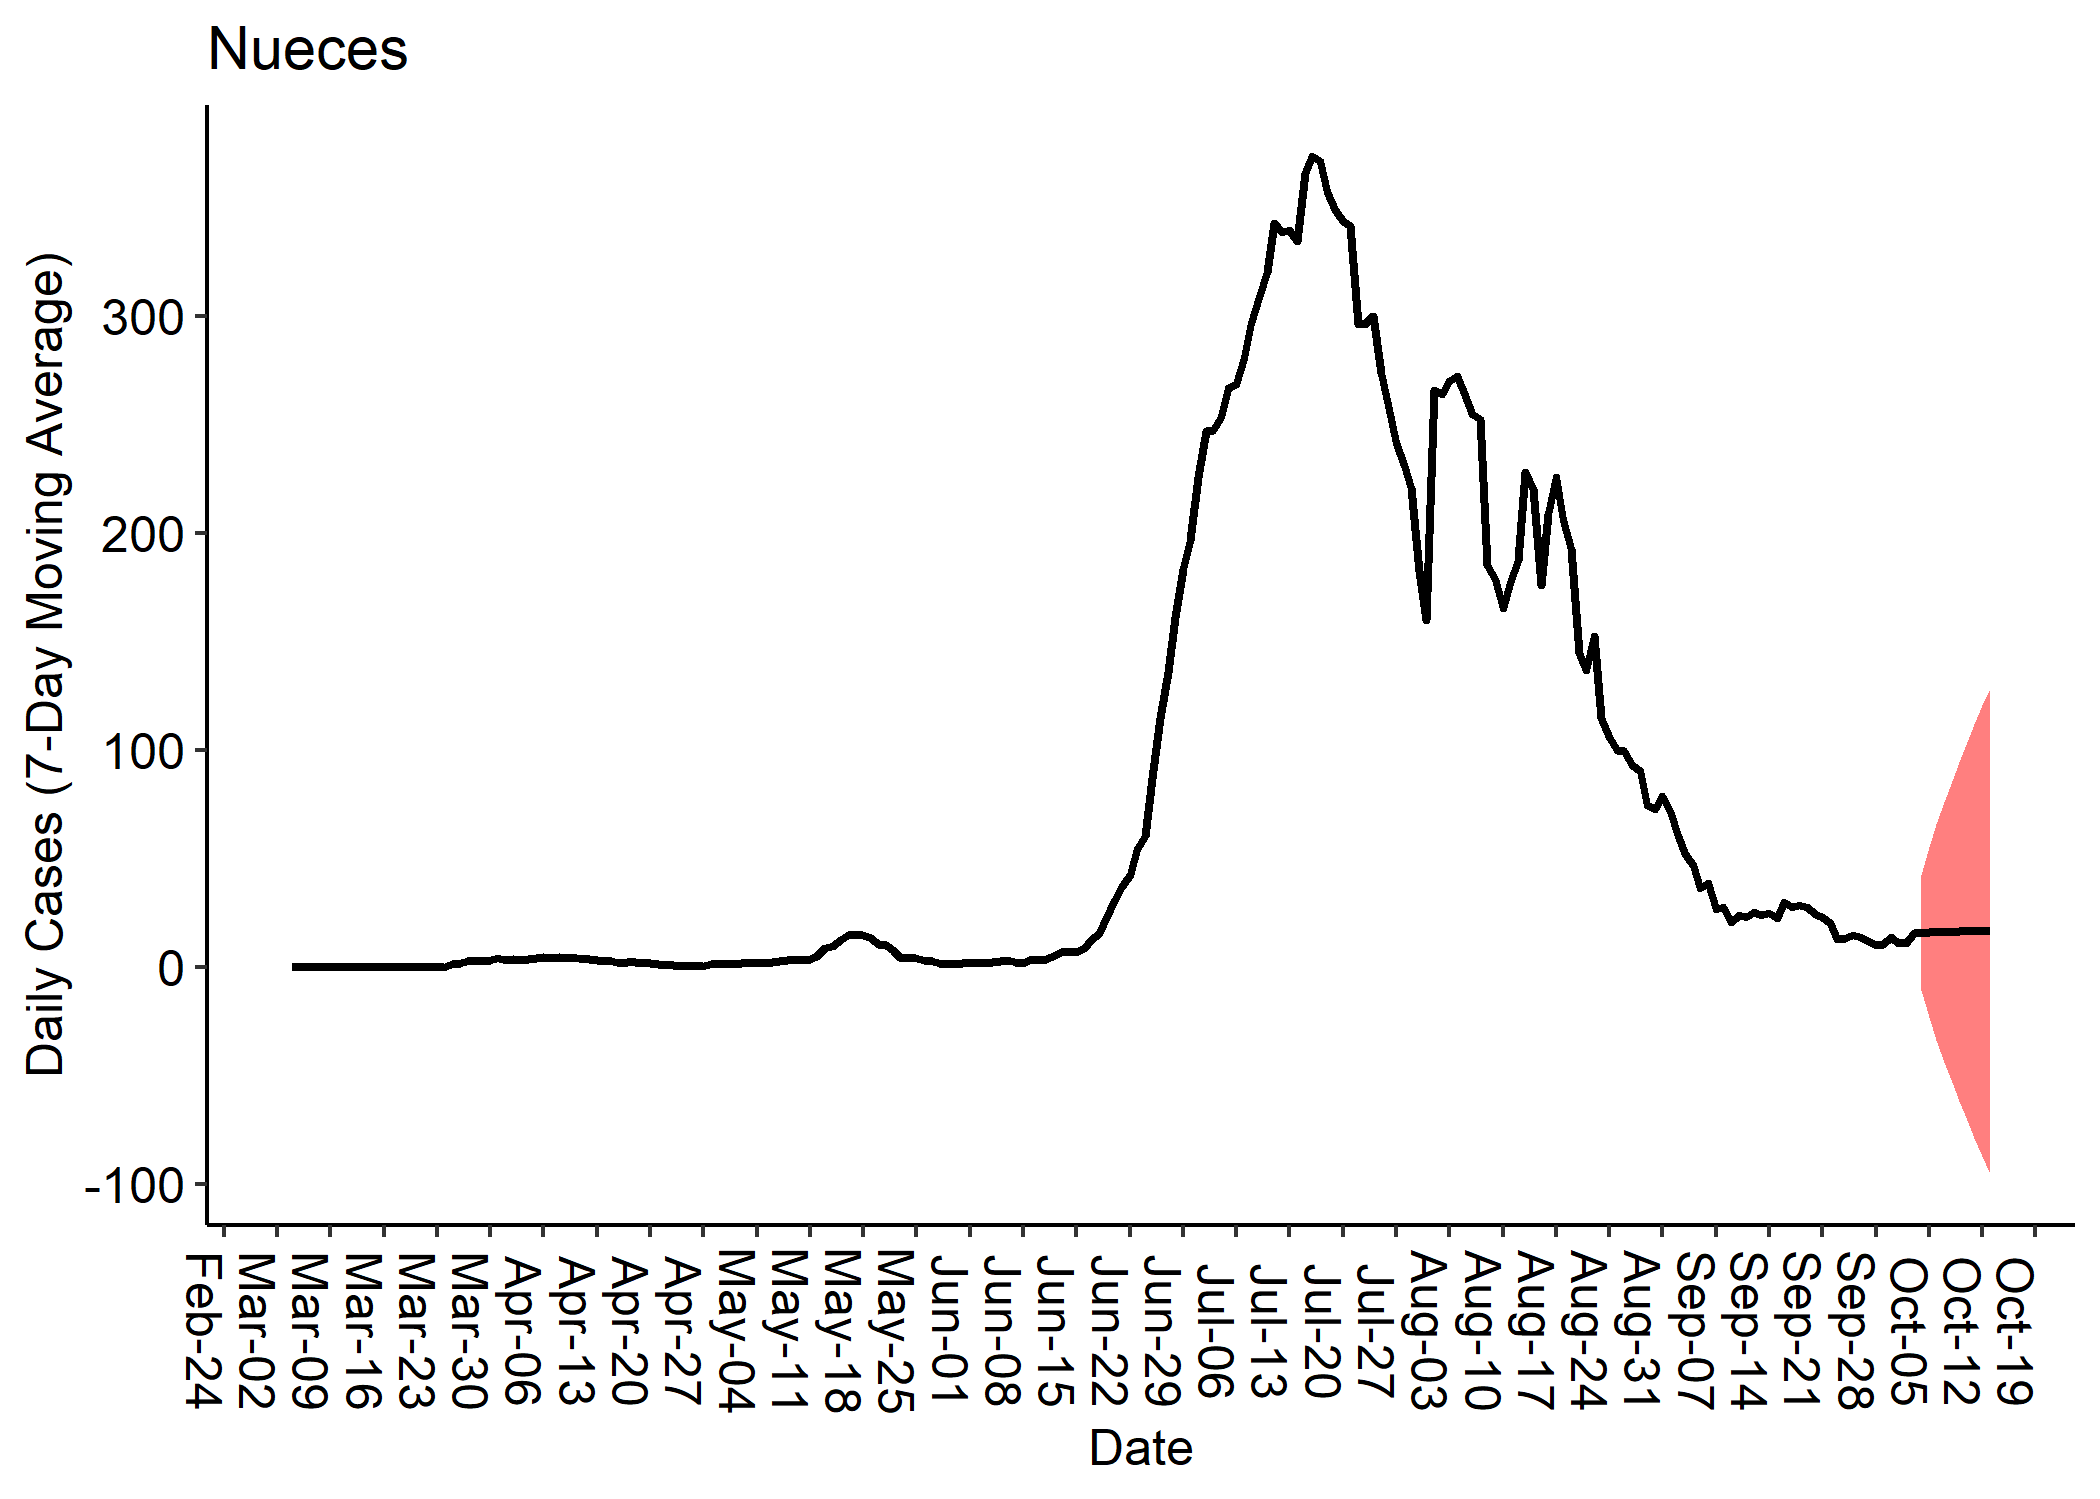 Nueces
Daily Cases (7-Day Moving Average)
300
200
100
0
-100
Feb-24
Mar-02
Mar-09
Mar-16
Mar-23
Mar-30
Apr-06
Apr-13
Apr-20
Apr-27
May-04
May-11
May-18
May-25
Jun-01
Jun-08
Jun-15
Jun-22
Jun-29
Jul-06
Jul-13
Jul-20
Jul-27
Aug-03
Aug-10
Aug-17
Aug-24
Aug-31
Sep-07
Sep-14
Sep-21
Sep-28
Oct-05
Oct-12
Oct-19
Date